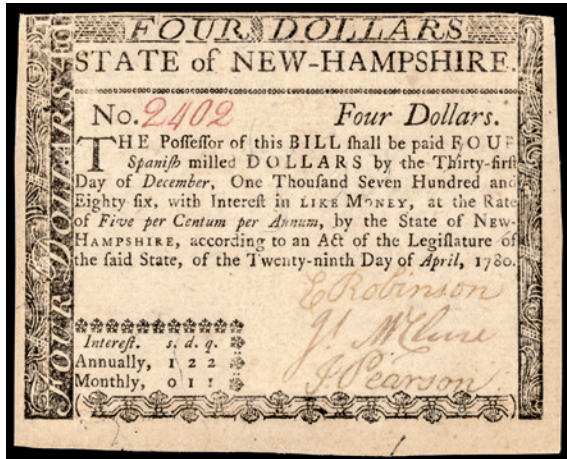 FOUR DOLLARS
STATE of NEW-HAMPSHIRE.
No. 2402 Four Dollars.
THE Poſſeſſor of this BILL ſhall be paid FOUR
Spaniſh milled DOLLARS by the Thirty-firſt
Day of December, One Thouſand Seven Hundred and
Eighty ſix, with Intereſt in LIKE MONEY, at the Rate
of Five per Centum per Annum, by the State of NEW-
HAMPSHIRE, according to an Act of the Legiſlature of
the ſaid State, of the Twenty-ninth Day of April, 1780.
E Robinson
Js McClure
J. Pearson
Intereſt. s. d. q.
Annually, 1 2 2
Monthly, 0 1 1
FOUR DOLLARS